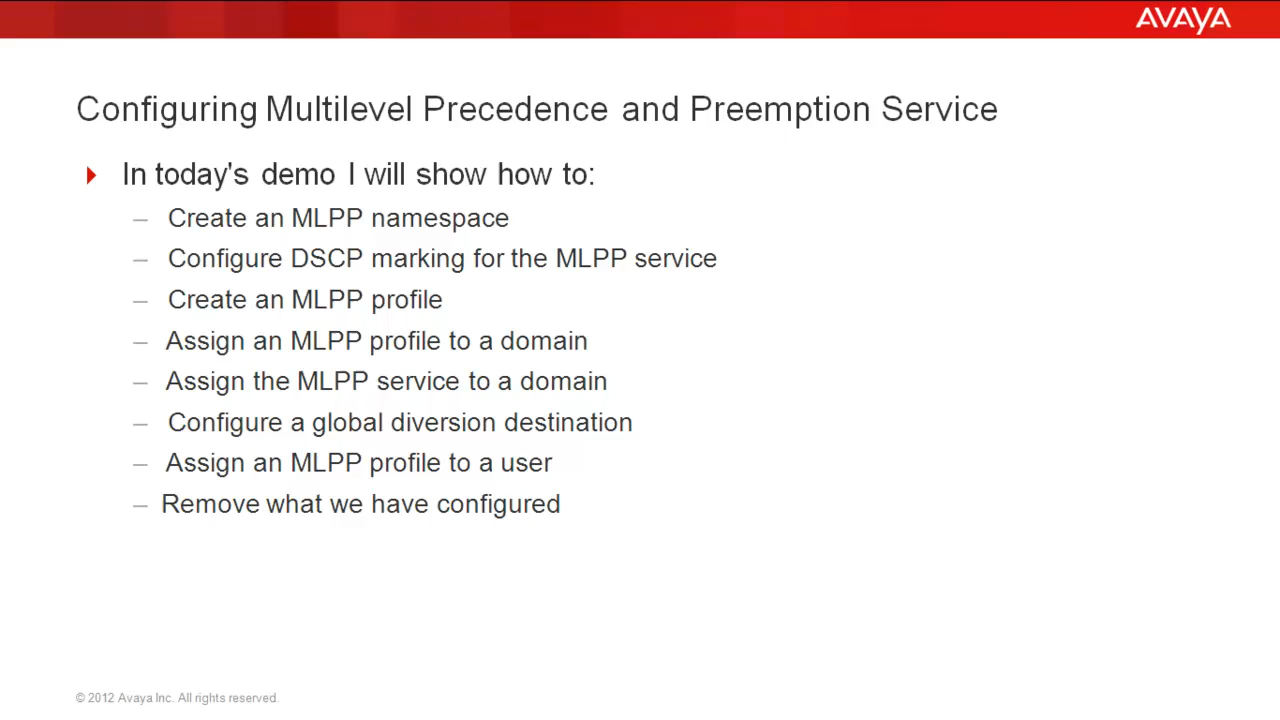 AVAYA
Configuring Multilevel Precedence and Preemption Service
In today's demo I will show how to:
– Create an MLPP namespace
– Configure DSCP marking for the MLPP service
– Create an MLPP profile
– Assign an MLPP profile to a domain
– Assign the MLPP service to a domain
– Configure a global diversion destination
– Assign an MLPP profile to a user
– Remove what we have configured
© 2012 Avaya Inc. All rights reserved.